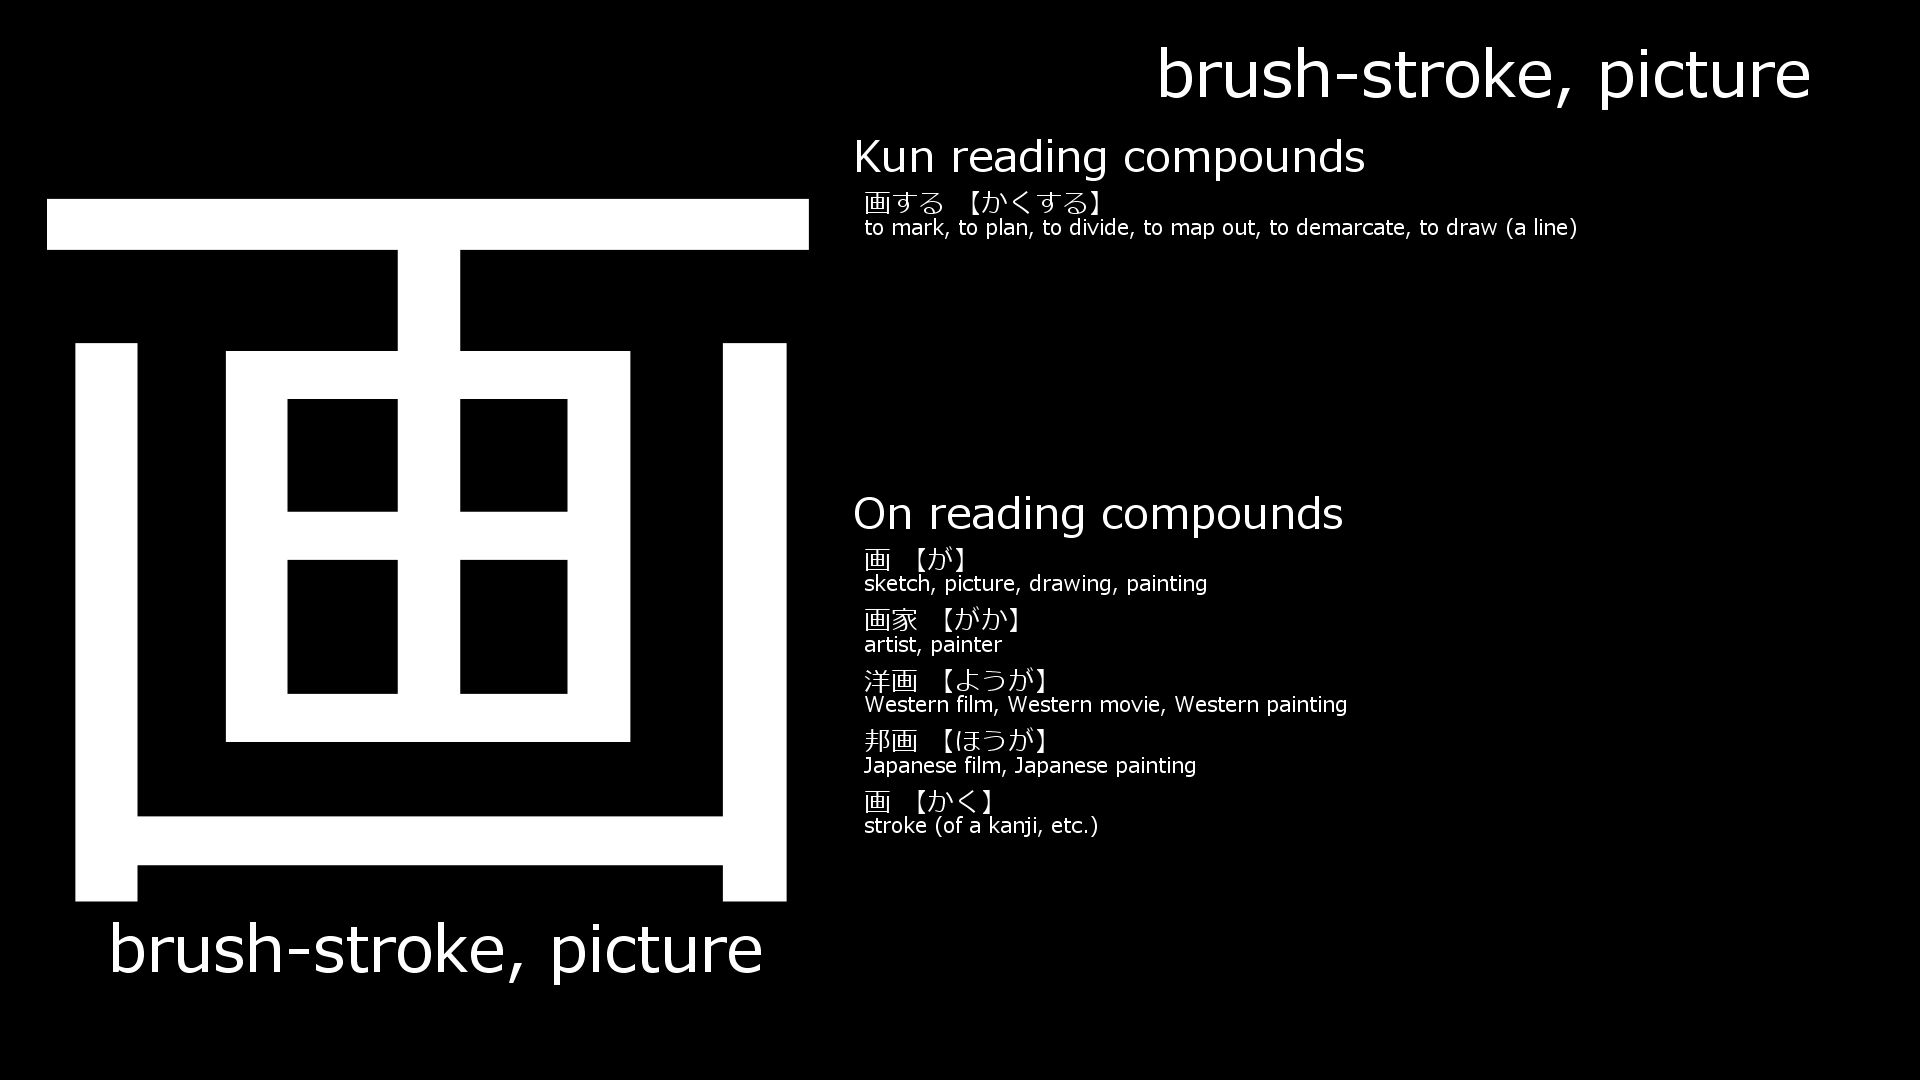 画
brush-stroke, picture
brush-stroke, picture
Kun reading compounds
画する 【かくする】
to mark, to plan, to divide, to map out, to demarcate, to draw (a line)
On reading compounds
画 【が】
sketch, picture, drawing, painting
画家 【がか】
artist, painter
洋画 【ようが】
Western film, Western movie, Western painting
邦画 【ほうが】
Japanese film, Japanese painting
画 【かく】
stroke (of a kanji, etc.)